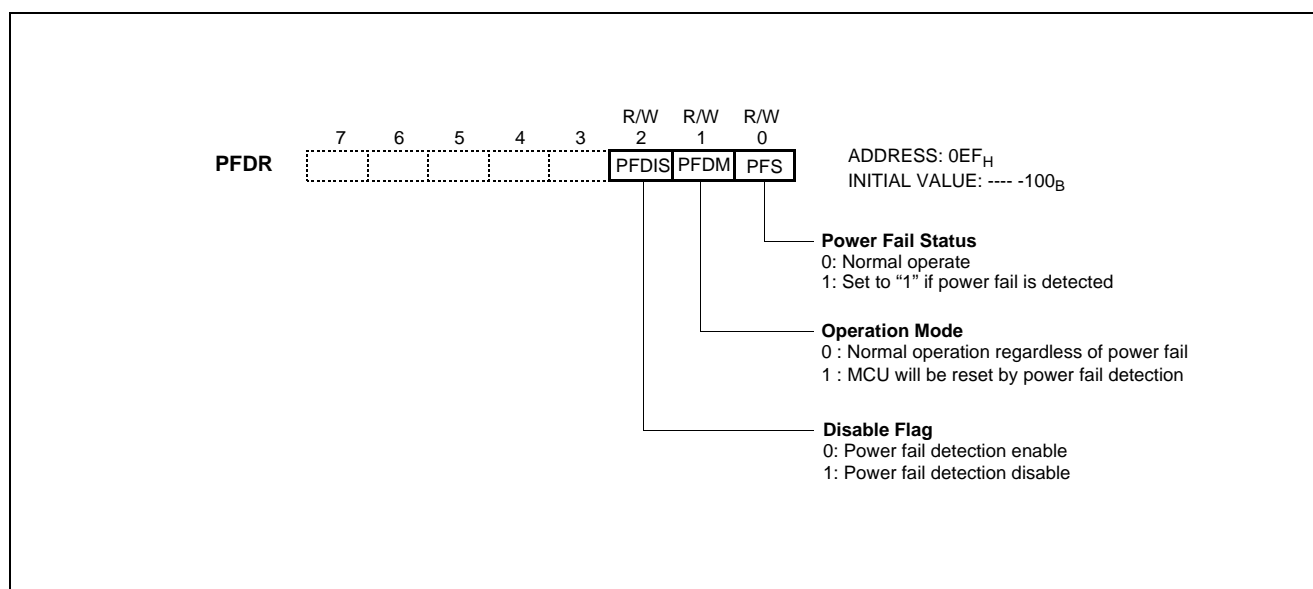 R/W R/W R/W
7 6 5 4 3 2 1 0
PFDR PFDIS PFDM PFS
ADDRESS: 0EFH
INITIAL VALUE: ---- -100B
Power Fail Status
0: Normal operate
1: Set to “1” if power fail is detected
Operation Mode
0 : Normal operation regardless of power fail
1 : MCU will be reset by power fail detection
Disable Flag
0: Power fail detection enable
1: Power fail detection disable